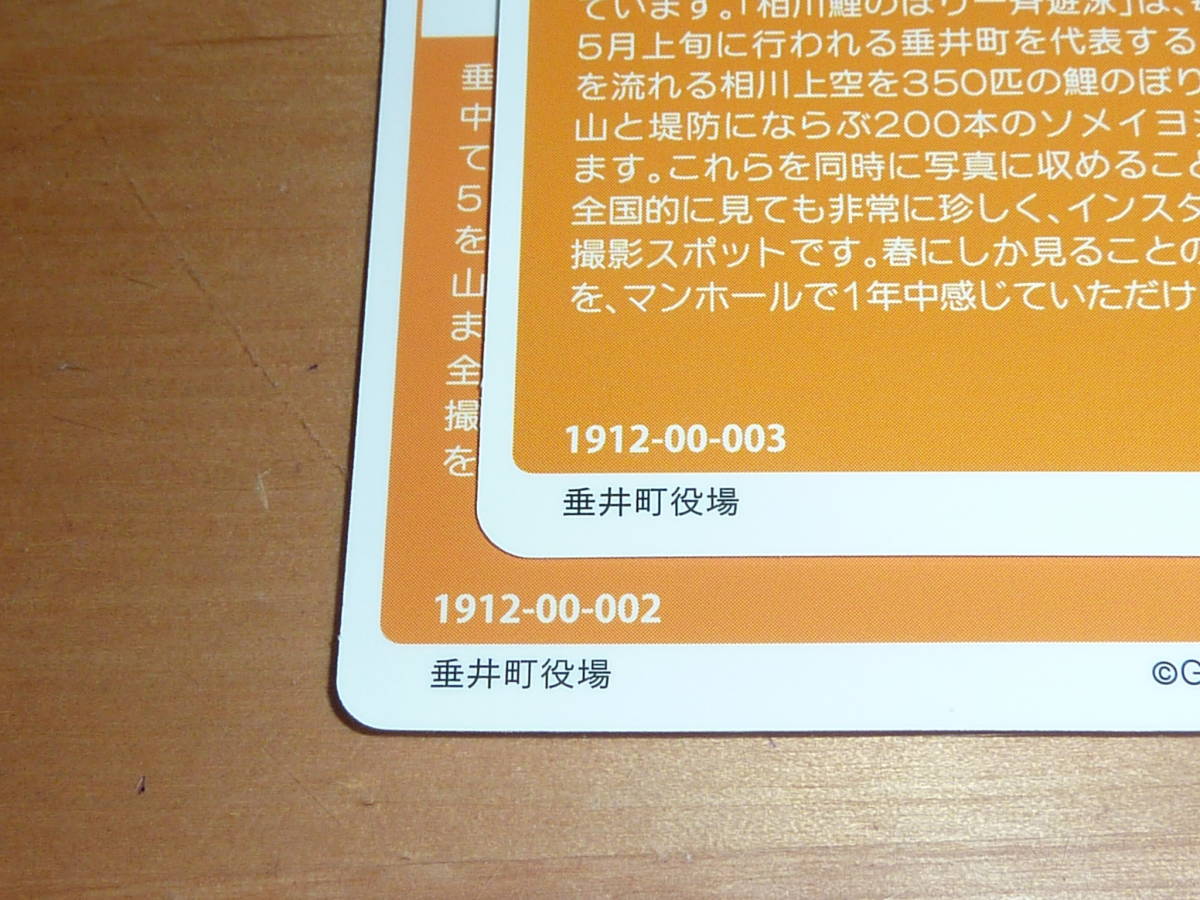 ています。「相川鯉のぼり一斉遊泳」は、
5月上旬に行われる垂井町を代表する
を流れる相川上空を350匹の鯉のぼり
山と堤防にならぶ200本のソメイヨシ
ます。これらを同時に写真に収めること
全国的に見ても非常に珍しく、インスタ
撮影スポットです。春にしか見ることの
を、マンホールで1年中感じていただけ
1912-00-003
垂井町役場
垂
中
て
5
を
山
ま
全
撮
を
1912-00-002
垂井町役場
©G